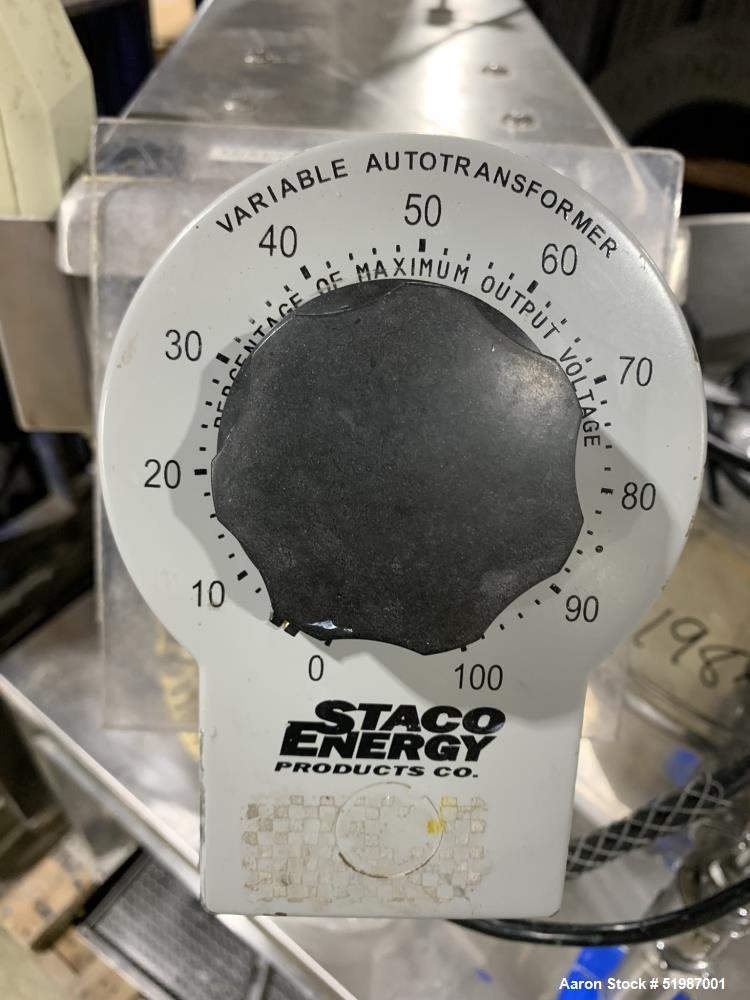 VARIABLE AUTOTRANSFORMER
0
10
20
30
40
50
60
70
80
90
100
PERCENTAGE OF MAXIMUM OUTPUT VOLTAGE
STACO
ENERGY
PRODUCTS CO.
198
Aaron Stock # 51987001